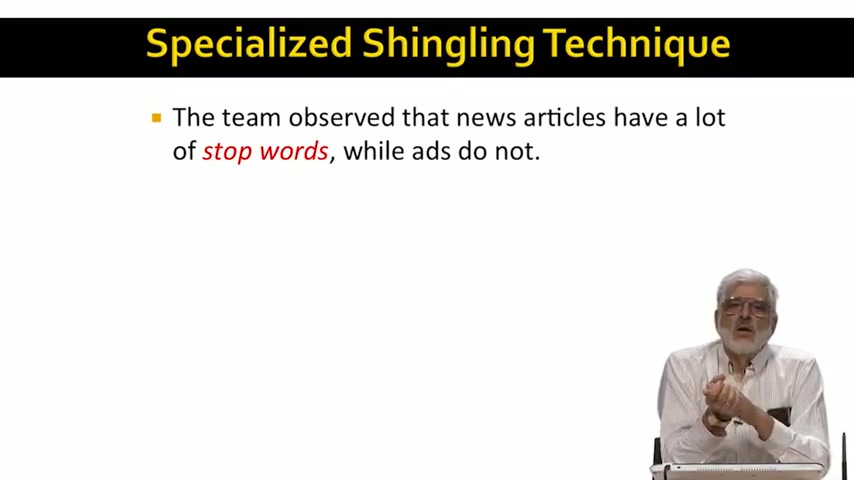 Specialized Shingling Technique
The team observed that news articles have a lot
of stop words, while ads do not.